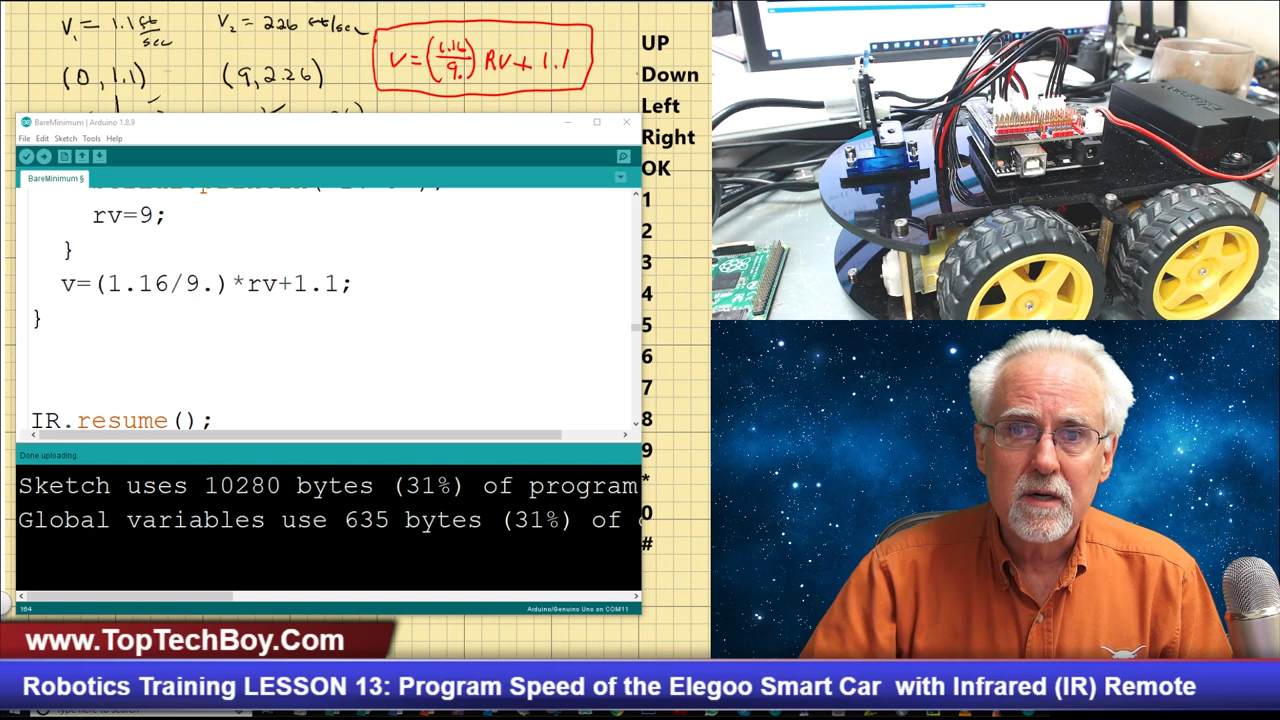 V₁ = 1.1 ft/sec
V₂ = 2.26 ft/sec
V = (1.16/9.) RV + 1.1
(0, 1.1)
(9, 2.26)
BareMinimum | Arduino 1.8.9
File Edit Sketch Tools Help
BareMinimum §
rv=9;
}
v=(1.16/9.)*rv+1.1;
}
IR.resume();
Done uploading.
Sketch uses 10280 bytes (31%) of program
Global variables use 635 bytes (31%) of
164
Arduino/Genuino Uno on COM11
UP
Down
Left
Right
OK
1
2
3
4
5
6
7
8
9
*
0
#
www.TopTechBoy.Com
Robotics Training LESSON 13: Program Speed of the Elegoo Smart Car with Infrared (IR) Remote